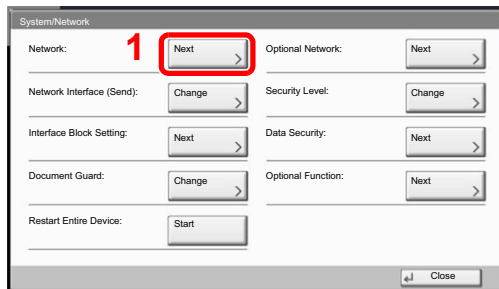 System/Network
Network: 1 Next Optional Network: Next
Network Interface (Send): Change Security Level: Change
Interface Block Setting: Next Data Security: Next
Document Guard: Change Optional Function: Next
Restart Entire Device: Start
Close